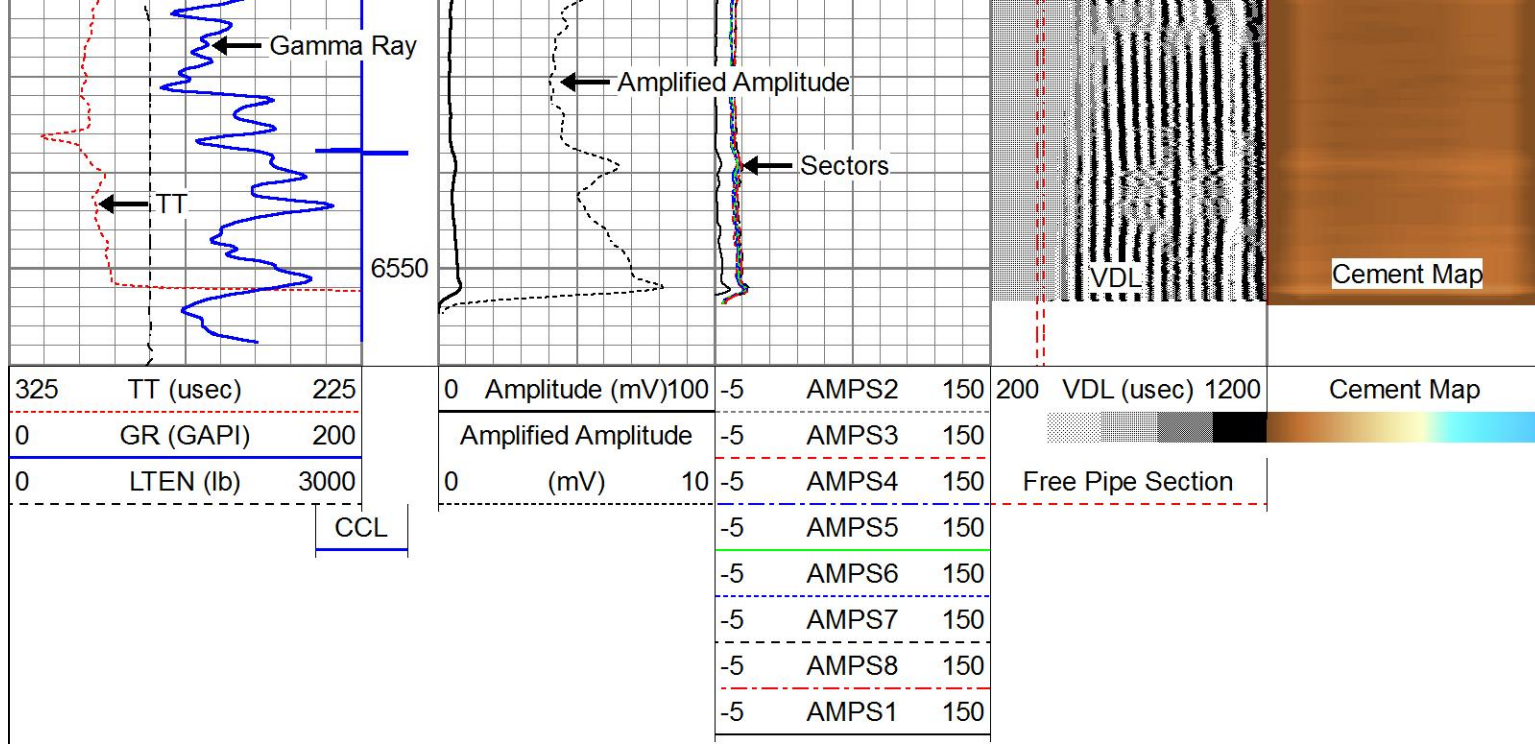 Gamma Ray
Amplified Amplitude
Sectors
TT
6550
VDL
Cement Map
325 TT (usec) 225
0 Amplitude (mV)100
-5 AMPS2 150
200 VDL (usec) 1200
Cement Map
0 GR (GAPI) 200
Amplified Amplitude
-5 AMPS3 150
0 LTEN (lb) 3000
0 (mV) 10
-5 AMPS4 150
Free Pipe Section
CCL
-5 AMPS5 150
-5 AMPS6 150
-5 AMPS7 150
-5 AMPS8 150
-5 AMPS1 150